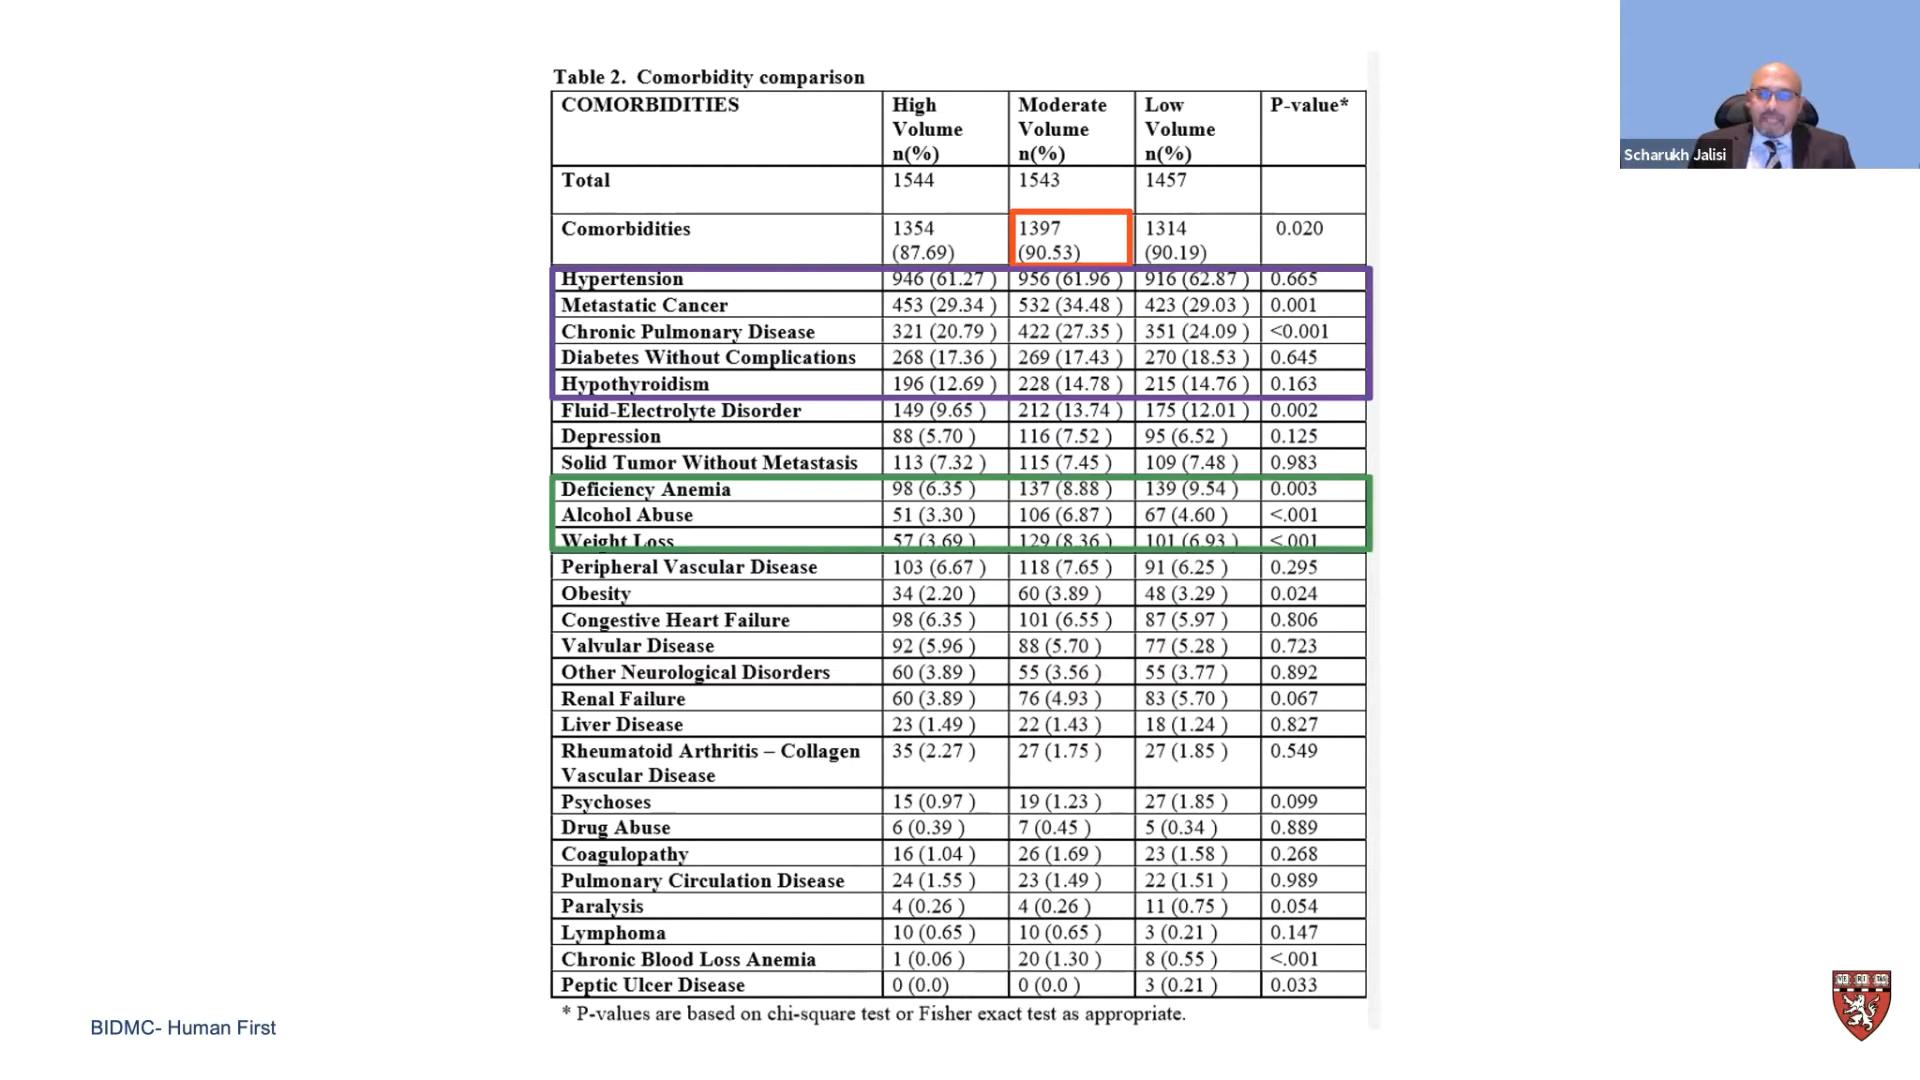 Table 2. Comorbidity comparison
COMORBIDITIES High Volume n(%) Moderate Volume n(%) Low Volume n(%) P-value*
Total 1544 1543 1457
Comorbidities 1354 (87.69) 1397 (90.53) 1314 (90.19) 0.020
Hypertension 946 (61.27 ) 956 (61.96 ) 916 (62.87 ) 0.665
Metastatic Cancer 453 (29.34 ) 532 (34.48 ) 423 (29.03 ) 0.001
Chronic Pulmonary Disease 321 (20.79 ) 422 (27.35 ) 351 (24.09 ) <0.001
Diabetes Without Complications 268 (17.36 ) 269 (17.43 ) 270 (18.53 ) 0.645
Hypothyroidism 196 (12.69 ) 228 (14.78 ) 215 (14.76 ) 0.163
Fluid-Electrolyte Disorder 149 (9.65 ) 212 (13.74 ) 175 (12.01 ) 0.002
Depression 88 (5.70 ) 116 (7.52 ) 95 (6.52 ) 0.125
Solid Tumor Without Metastasis 113 (7.32 ) 115 (7.45 ) 109 (7.48 ) 0.983
Deficiency Anemia 98 (6.35 ) 137 (8.88 ) 139 (9.54 ) 0.003
Alcohol Abuse 51 (3.30 ) 106 (6.87 ) 67 (4.60 ) <.001
Weight Loss 57 (3.69 ) 129 (8.36 ) 101 (6.93 ) <.001
Peripheral Vascular Disease 103 (6.67 ) 118 (7.65 ) 91 (6.25 ) 0.295
Obesity 34 (2.20 ) 60 (3.89 ) 48 (3.29 ) 0.024
Congestive Heart Failure 98 (6.35 ) 101 (6.55 ) 87 (5.97 ) 0.806
Valvular Disease 92 (5.96 ) 88 (5.70 ) 77 (5.28 ) 0.723
Other Neurological Disorders 60 (3.89 ) 55 (3.56 ) 55 (3.77 ) 0.892
Renal Failure 60 (3.89 ) 76 (4.93 ) 83 (5.70 ) 0.067
Liver Disease 23 (1.49 ) 22 (1.43 ) 18 (1.24 ) 0.827
Rheumatoid Arthritis – Collagen Vascular Disease 35 (2.27 ) 27 (1.75 ) 27 (1.85 ) 0.549
Psychoses 15 (0.97 ) 19 (1.23 ) 27 (1.85 ) 0.099
Drug Abuse 6 (0.39 ) 7 (0.45 ) 5 (0.34 ) 0.889
Coagulopathy 16 (1.04 ) 26 (1.69 ) 23 (1.58 ) 0.268
Pulmonary Circulation Disease 24 (1.55 ) 23 (1.49 ) 22 (1.51 ) 0.989
Paralysis 4 (0.26 ) 4 (0.26 ) 11 (0.75 ) 0.054
Lymphoma 10 (0.65 ) 10 (0.65 ) 3 (0.21 ) 0.147
Chronic Blood Loss Anemia 1 (0.06 ) 20 (1.30 ) 8 (0.55 ) <.001
Peptic Ulcer Disease 0 (0.0) 0 (0.0 ) 3 (0.21 ) 0.033
* P-values are based on chi-square test or Fisher exact test as appropriate.
Scharukh Jalisi
BIDMC- Human First
VE RI TAS